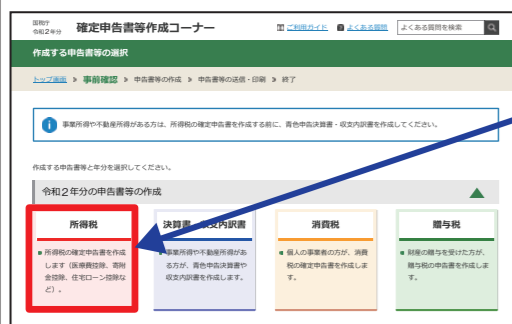 国税庁
令和2年分 確定申告書等作成コーナー
ご利用ガイド
よくある質問
よくある質問を検索
作成する申告書等の選択
トップ画面 » 事前確認 » 申告書等の作成 » 申告書等の送信・印刷 » 終了
事業所得や不動産所得がある方は、所得税の確定申告書を作成する前に、青色申告決算書・収支内訳書を作成してください。
作成する申告書等と年分を選択してください。
令和2年分の申告書等の作成
所得税
所得税の確定申告書を作成
します（医療費控除、寄附
金控除、住宅ローン控除な
ど）。
決算書・収支内訳書
事業所得や不動産所得があ
る方が、青色申告決算書や
収支内訳書を作成します。
消費税
個人の事業者の方が、消費
税の確定申告書を作成しま
す。
贈与税
財産の贈与を受けた方が、
贈与税の申告書を作成しま
す。